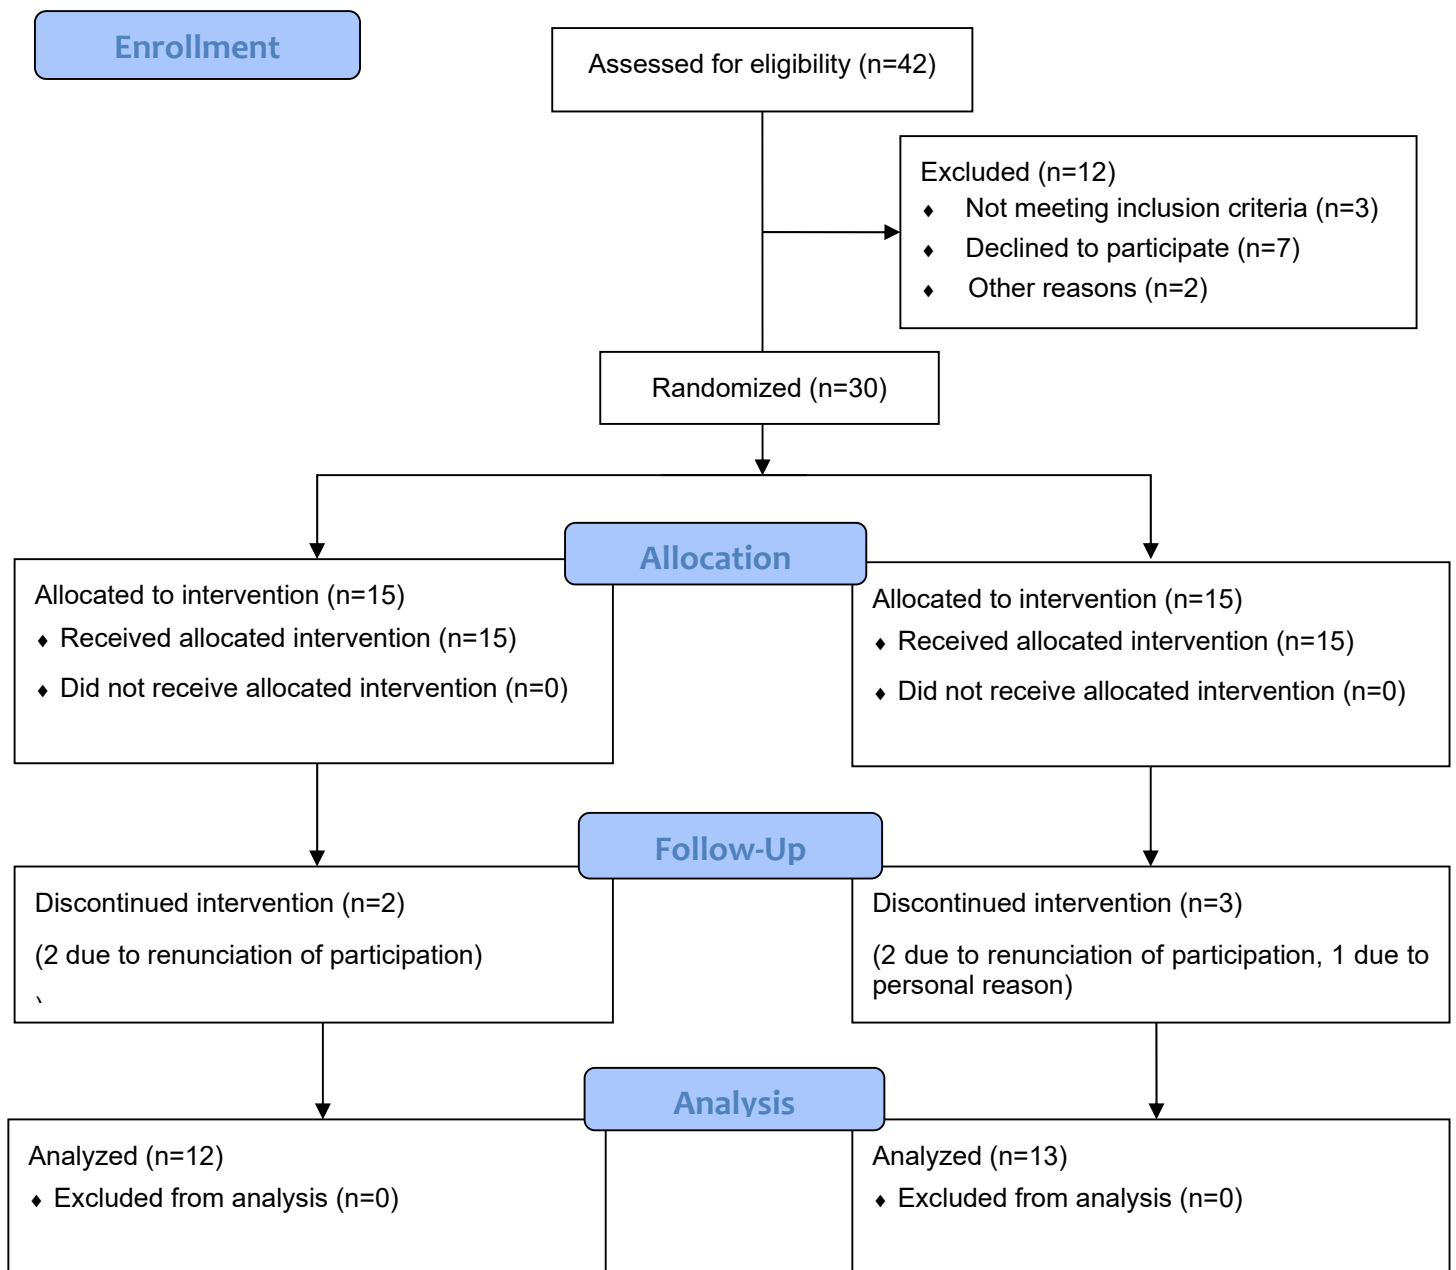 Enrollment
Assessed for eligibility (n=42)
Excluded (n=12)
♦ Not meeting inclusion criteria (n=3)
♦ Declined to participate (n=7)
♦ Other reasons (n=2)
Randomized (n=30)
Allocation
Allocated to intervention (n=15)
♦ Received allocated intervention (n=15)
♦ Did not receive allocated intervention (n=0)
Allocated to intervention (n=15)
♦ Received allocated intervention (n=15)
♦ Did not receive allocated intervention (n=0)
Follow-Up
Discontinued intervention (n=2)
(2 due to renunciation of participation)
Discontinued intervention (n=3)
(2 due to renunciation of participation, 1 due to
personal reason)
Analysis
Analyzed (n=12)
♦ Excluded from analysis (n=0)
Analyzed (n=13)
♦ Excluded from analysis (n=0)